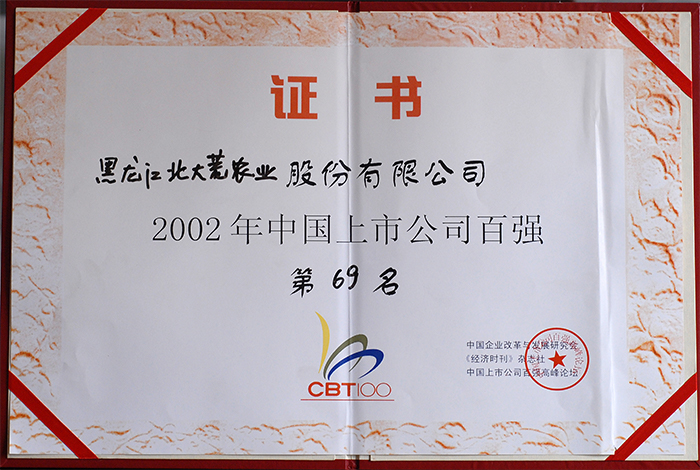 证书
黑龙江北大荒农业股份有限公司
2002年中国上市公司百强
第69名
CBT100
中国企业改革与发展研究会
《经济时刊》杂志社
中国上市公司百强高峰论坛